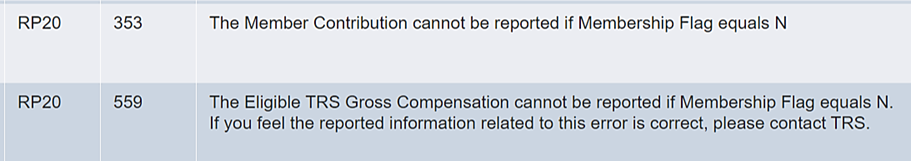 RP20 353 The Member Contribution cannot be reported if Membership Flag equals N
RP20 559 The Eligible TRS Gross Compensation cannot be reported if Membership Flag equals N.
If you feel the reported information related to this error is correct, please contact TRS.